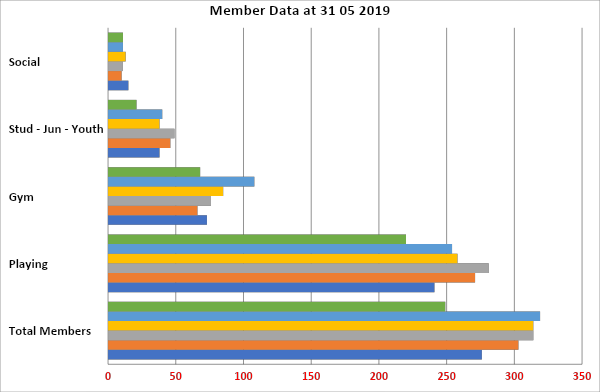 Member Data at 31 05 2019
Social
Stud - Jun - Youth
Gym
Playing
Total Members
0 50 100 150 200 250 300 350